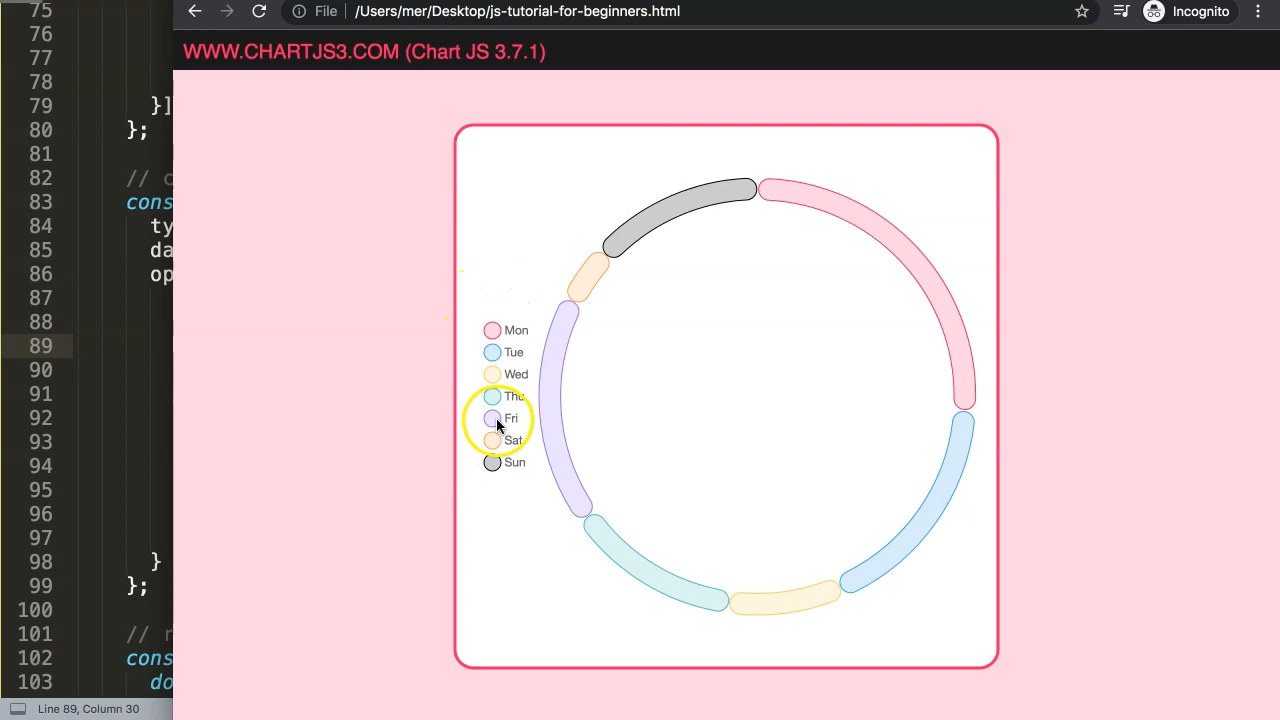 File
/Users/mer/Desktop/js-tutorial-for-beginners.html
Incognito
WWW.CHARTJS3.COM (Chart JS 3.7.1)
75
76
77
78
79 }]
80 };
81
82 // c
83 cons
84 ty
85 da
86 op
87
88
89
90
91
92
93
94
95
96
97
98 }
99 };
100
101 // r
102 cons
103 do
Mon
Tue
Wed
Thu
Fri
Sat
Sun
Line 89, Column 30